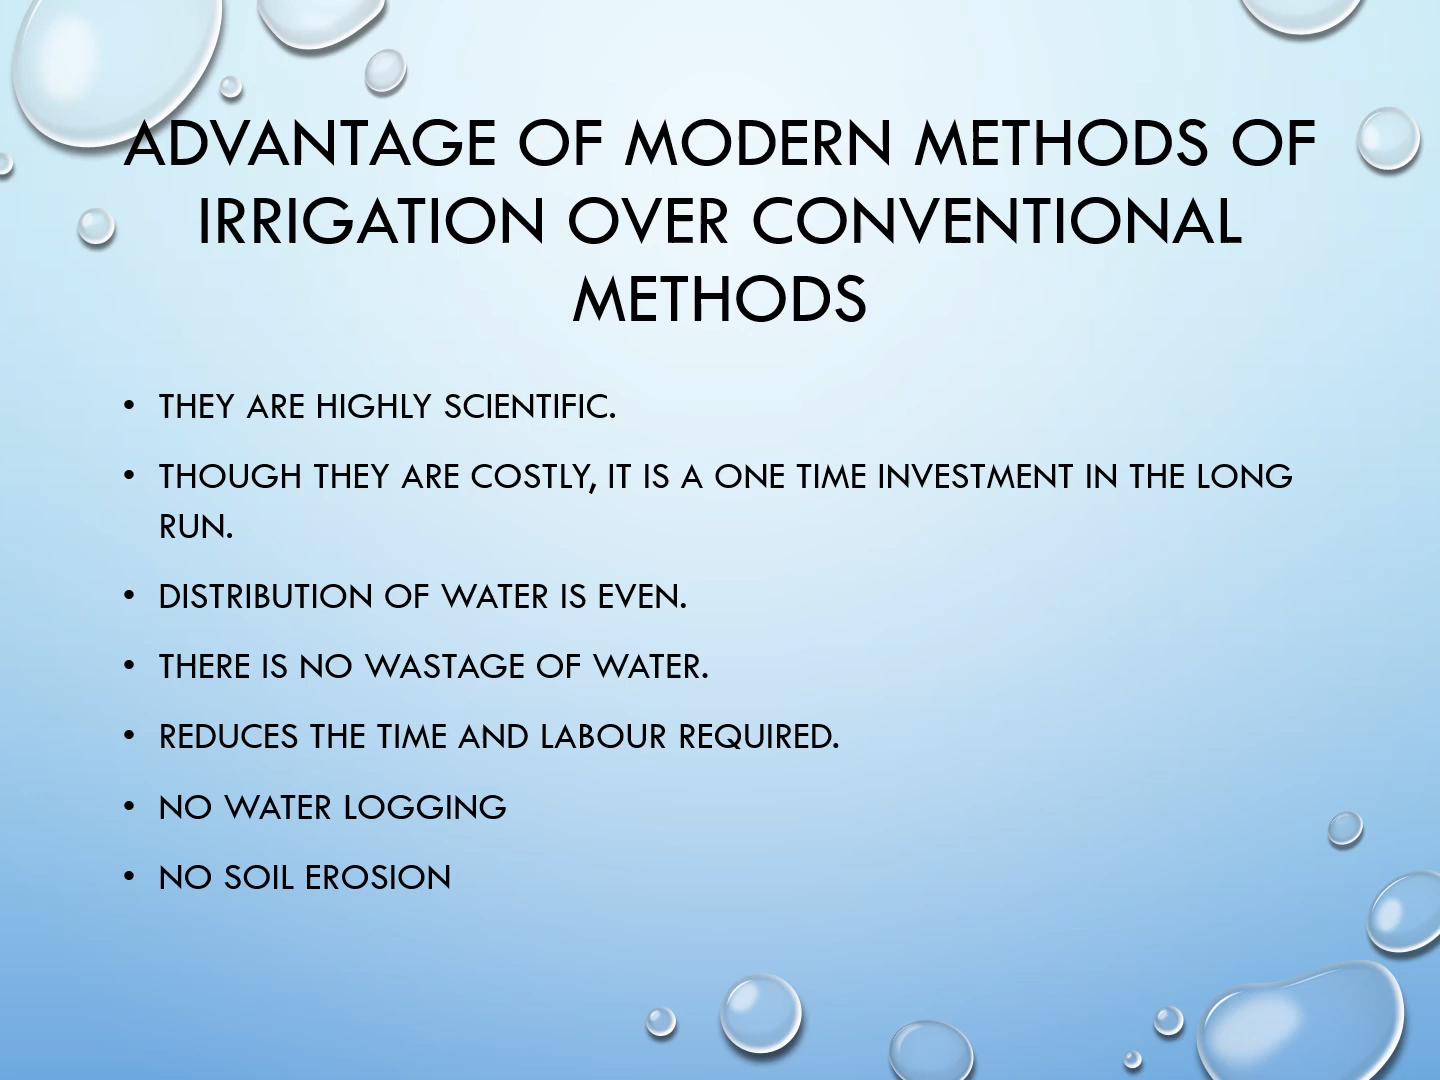 ADVANTAGE OF MODERN METHODS OF
IRRIGATION OVER CONVENTIONAL
METHODS
• THEY ARE HIGHLY SCIENTIFIC.
• THOUGH THEY ARE COSTLY, IT IS A ONE TIME INVESTMENT IN THE LONG
RUN.
• DISTRIBUTION OF WATER IS EVEN.
• THERE IS NO WASTAGE OF WATER.
• REDUCES THE TIME AND LABOUR REQUIRED.
• NO WATER LOGGING
• NO SOIL EROSION